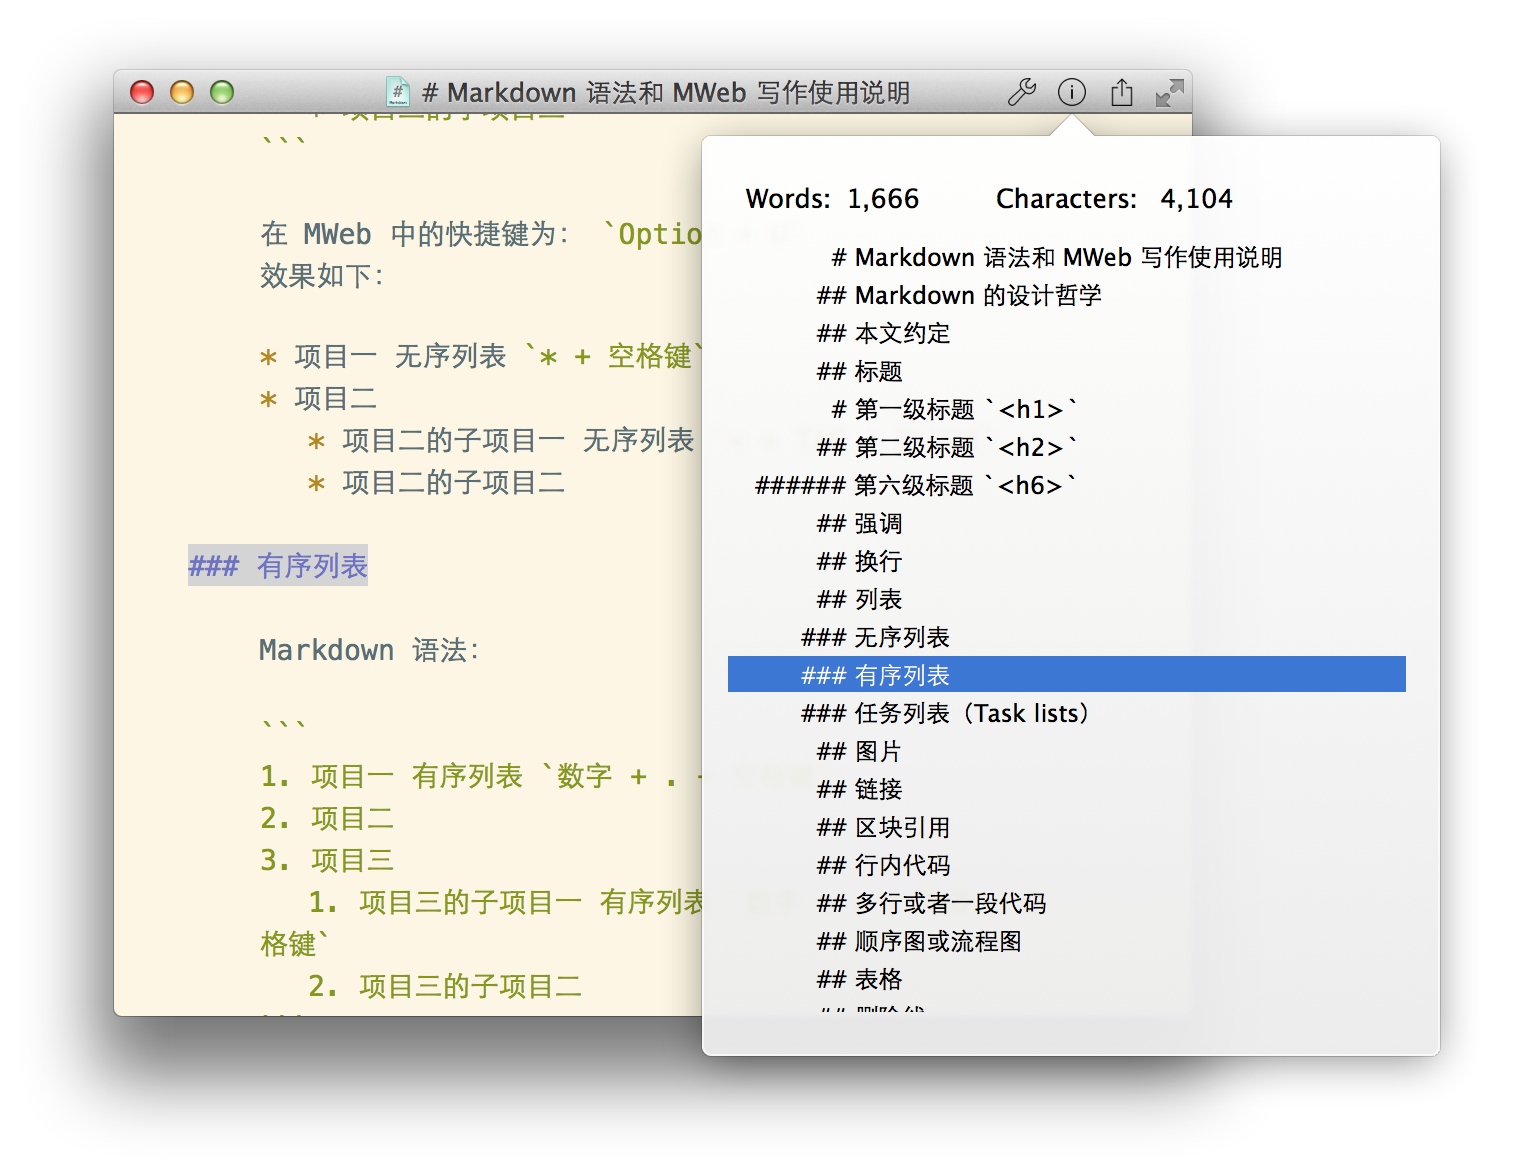 # Markdown 语法和 MWeb 写作使用说明
```
在 MWeb 中的快捷键为： `Option + U
效果如下：
* 项目一 无序列表 `* + 空格键`
* 项目二
* 项目二的子项目一 无序列表
* 项目二的子项目二
### 有序列表
Markdown 语法：
```
1. 项目一 有序列表 `数字 + . +
2. 项目二
3. 项目三
1. 项目三的子项目一 有序列表
格键`
2. 项目三的子项目二
Words: 1,666 Characters: 4,104
# Markdown 语法和 MWeb 写作使用说明
## Markdown 的设计哲学
## 本文约定
## 标题
# 第一级标题 `<h1>`
## 第二级标题 `<h2>`
###### 第六级标题 `<h6>`
## 强调
## 换行
## 列表
### 无序列表
### 有序列表
### 任务列表（Task lists）
## 图片
## 链接
## 区块引用
## 行内代码
## 多行或者一段代码
## 顺序图或流程图
## 表格
## 删除线